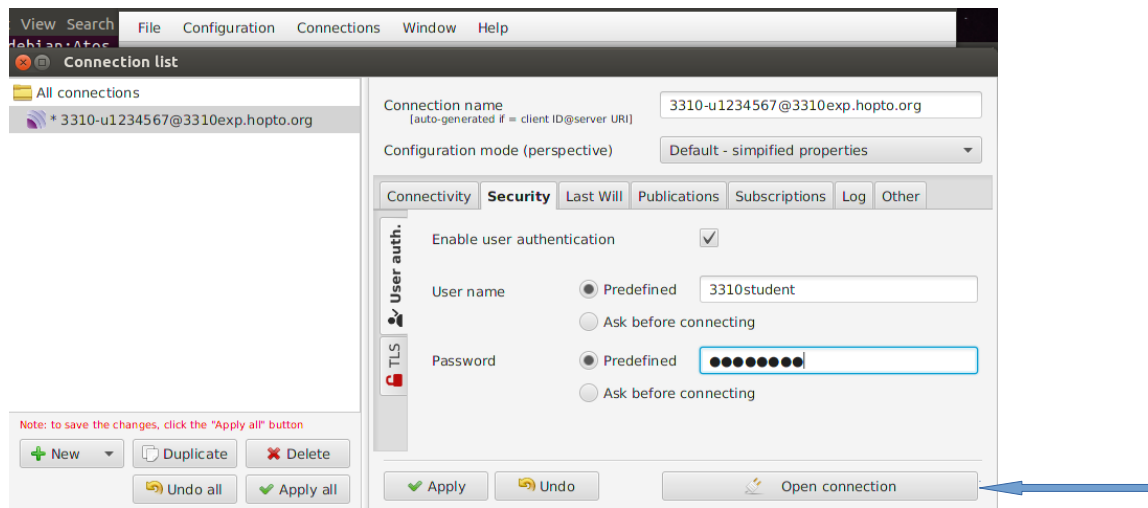 View Search File Configuration Connections Window Help
debian:Atos
Connection list
All connections
* 3310-u1234567@3310exp.hopto.org
Note: to save the changes, click the "Apply all" button
New Duplicate Delete
Undo all Apply all
Connection name 3310-u1234567@3310exp.hopto.org
[auto-generated if = client ID@server URI]
Configuration mode (perspective) Default - simpified properties
Connectivity Security Last Will Publications Subscriptions Log Other
User auth.
TLS
Enable user authentication
User name Predefined 3310student
Ask before connecting
Password Predefined ●●●●●●●●
Ask before connecting
Apply Undo Open connection